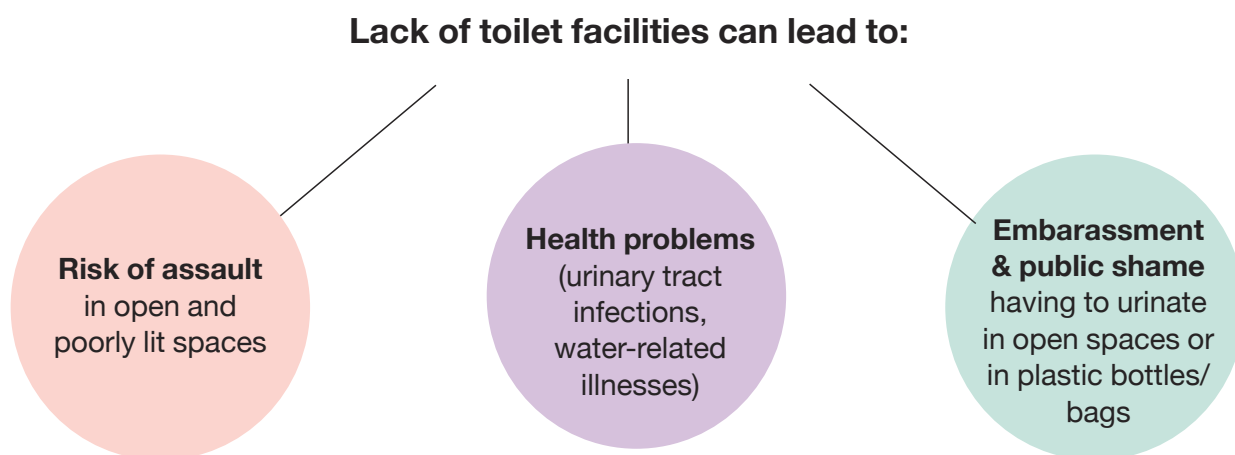 Lack of toilet facilities can lead to:
Risk of assault
in open and
poorly lit spaces
Health problems
(urinary tract
infections,
water-related
illnesses)
Embarassment
& public shame
having to urinate
in open spaces or
in plastic bottles/
bags